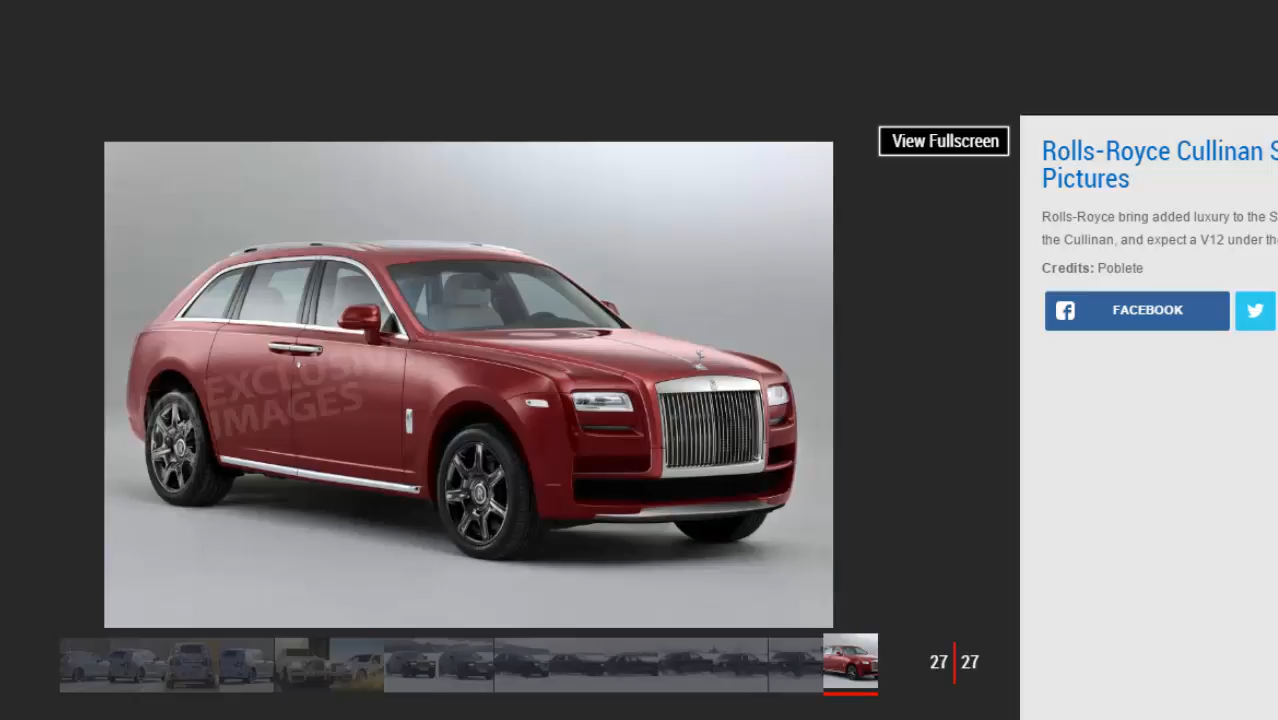 View Fullscreen
Rolls-Royce Cullinan S
Pictures
Rolls-Royce bring added luxury to the S
the Cullinan, and expect a V12 under the
Credits: Poblete
FACEBOOK
EXCLUSI
IMAGES
27 27